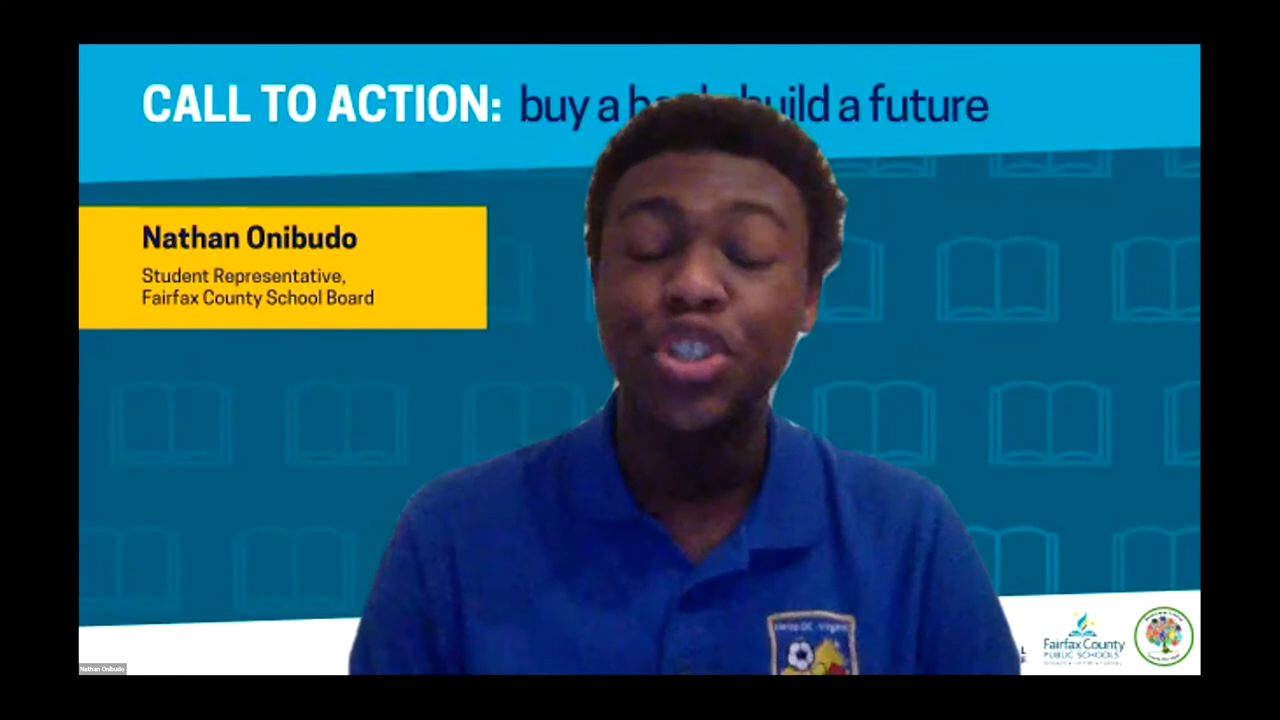 CALL TO ACTION: buy a build a future
Nathan Onibudo
Student Representative,
Fairfax County School Board
Fairfax County
PUBLIC SCHOOLS
Nathan Onibudo